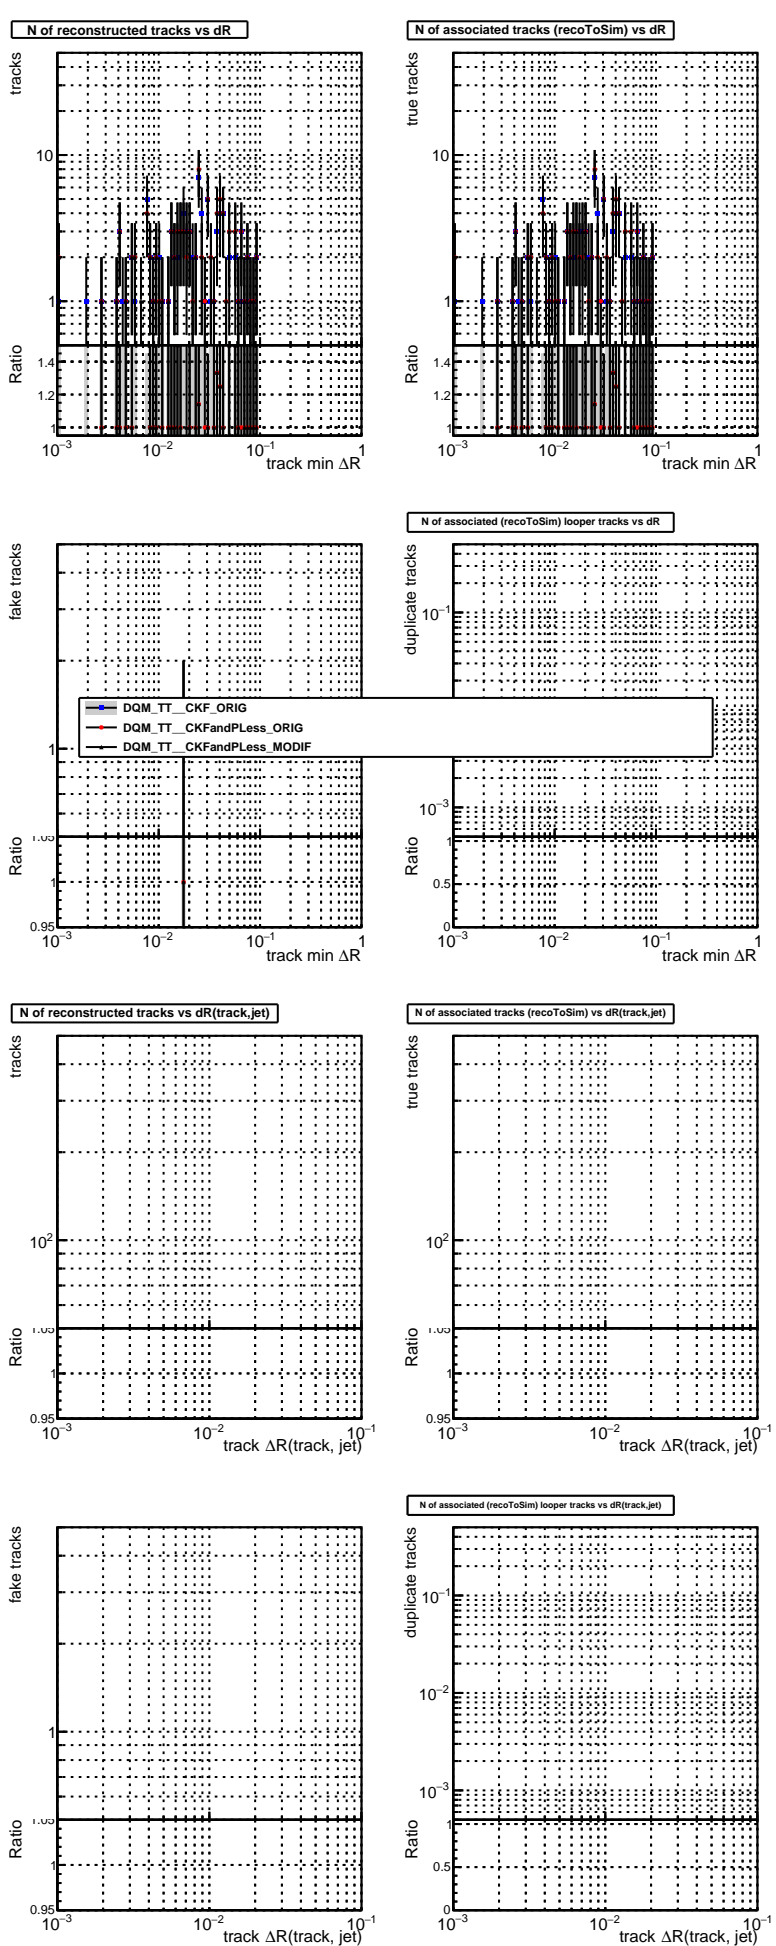 N of reconstructed tracks vs dR
N of associated tracks (recoToSim) vs dR
tracks
10
1
Ratio
1.4
1.2
1
10⁻³ 10⁻² 10⁻¹ 1
track min ΔR
true tracks
10
1
Ratio
1.4
1.2
1
10⁻³ 10⁻² 10⁻¹ 1
track min ΔR
N of associated (recoToSim) looper tracks vs dR
fake tracks
1
Ratio
1.05
1
0.95
10⁻³ 10⁻² 10⁻¹ 1
track min ΔR
duplicate tracks
10⁻¹
10⁻³
Ratio
1
0.5
0
10⁻³ 10⁻² 10⁻¹ 1
track min ΔR
DQM_TT__CKF_ORIG
DQM_TT__CKFandPLess_ORIG
DQM_TT__CKFandPLess_MODIF
N of reconstructed tracks vs dR(track,jet)
N of associated tracks (recoToSim) vs dR(track,jet)
tracks
10²
Ratio
1.05
1
0.95
10⁻³ 10⁻² 10⁻¹
track ΔR(track, jet)
true tracks
10²
Ratio
1.05
1
0.95
10⁻³ 10⁻² 10⁻¹
track ΔR(track, jet)
N of associated (recoToSim) looper tracks vs dR(track,jet)
fake tracks
1
Ratio
1.05
1
0.95
10⁻³ 10⁻² 10⁻¹
track ΔR(track, jet)
duplicate tracks
10⁻¹
10⁻²
10⁻³
Ratio
1
0.5
0
10⁻³ 10⁻² 10⁻¹
track ΔR(track, jet)